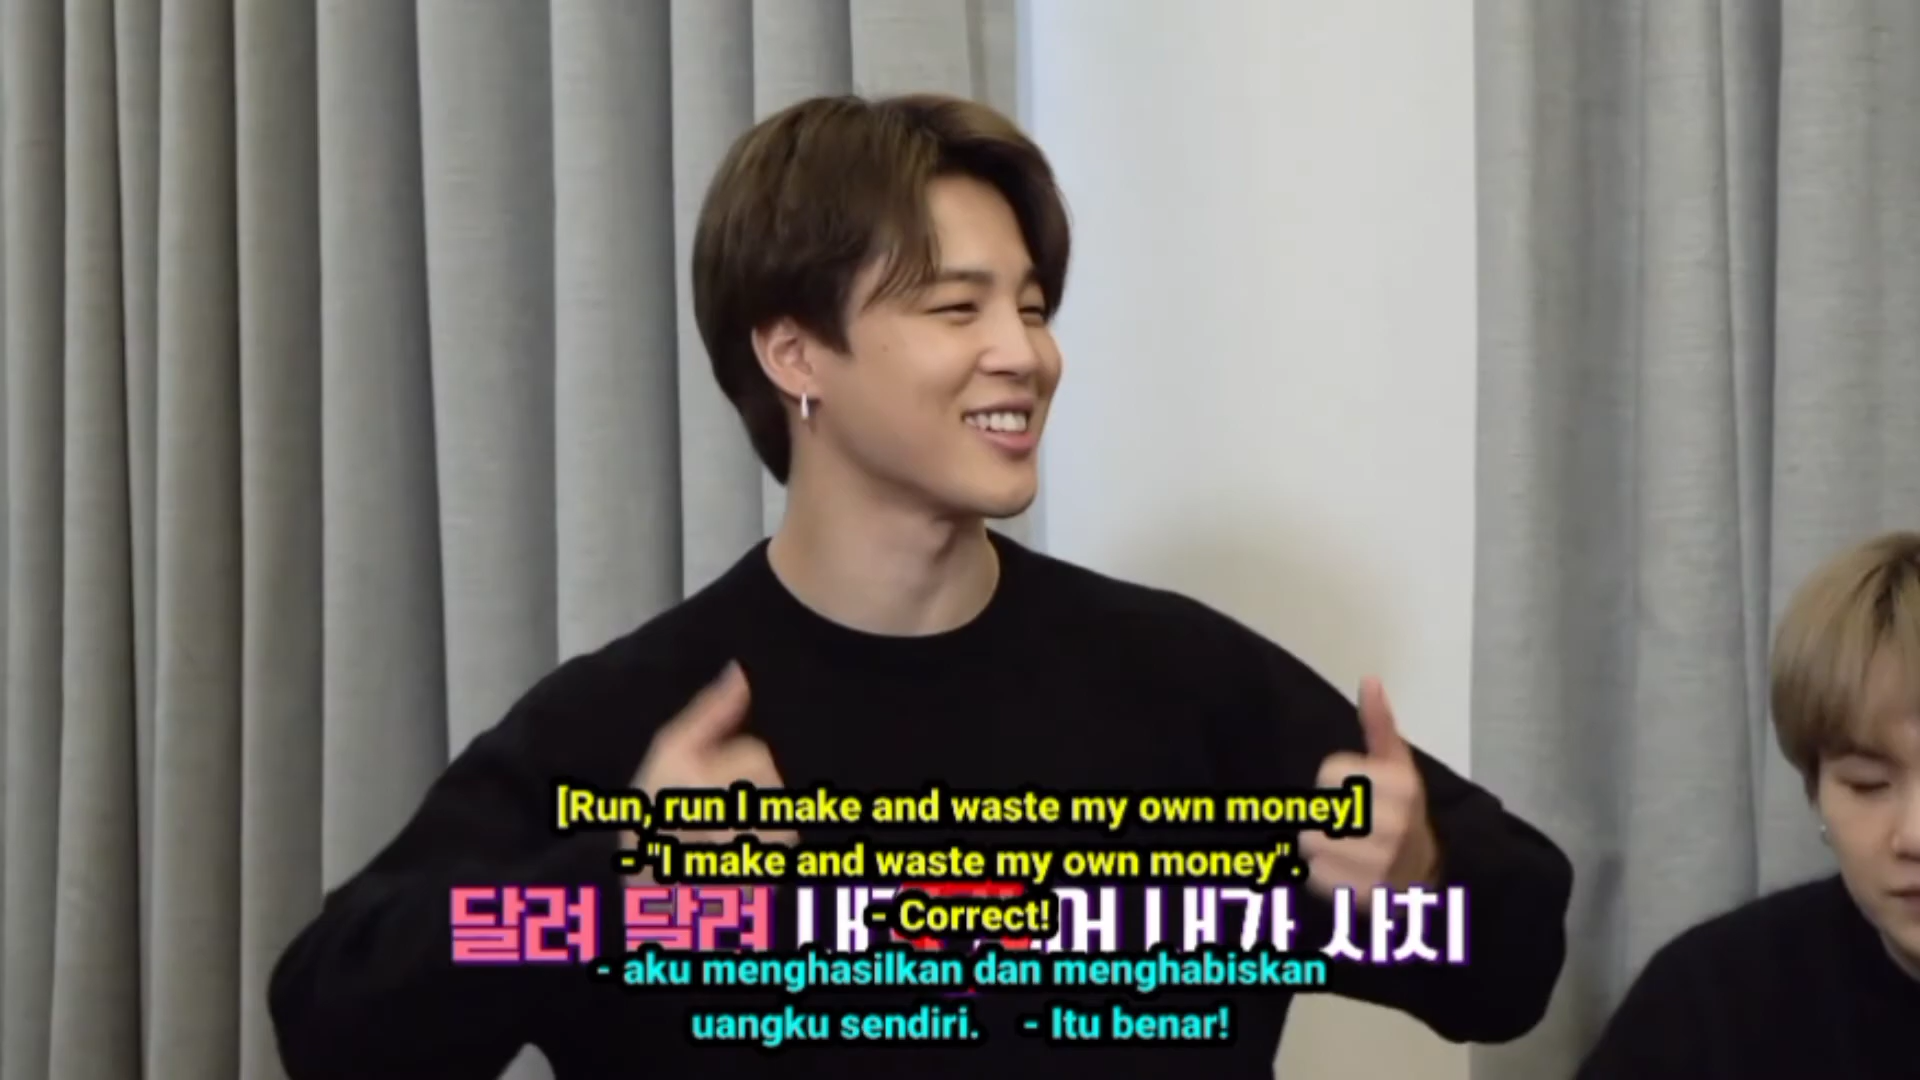 [Run, run I make and waste my own money]
- "I make and waste my own money".
- Correct!
달려 달려 내 내가 사치
- aku menghasilkan dan menghabiskan
uangku sendiri. - Itu benar!